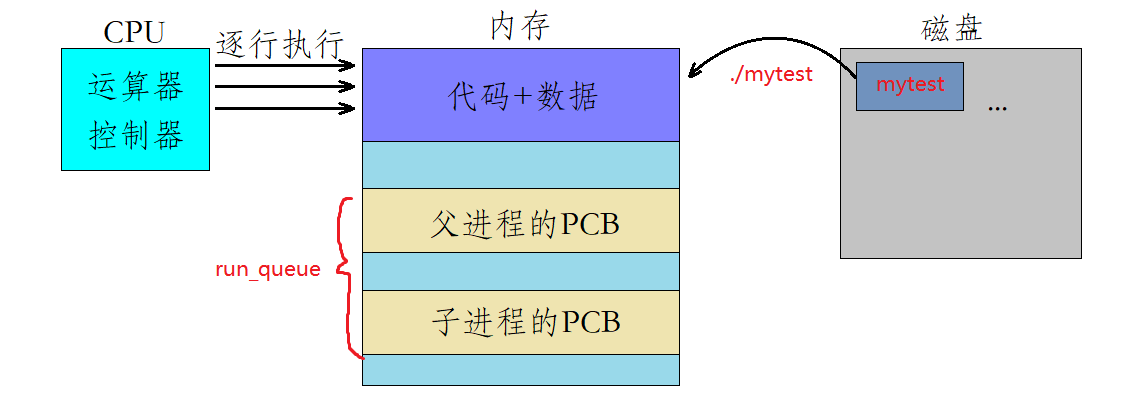 CPU
内存
磁盘
逐行执行
运算器
控制器
代码+数据
./mytest
mytest
...
父进程的PCB
run_queue
子进程的PCB